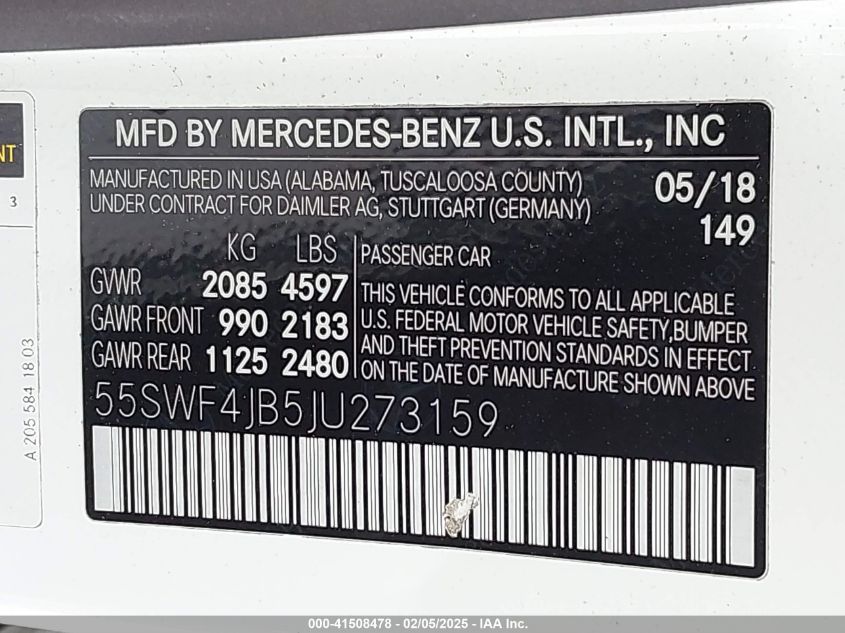 MFD BY MERCEDES-BENZ U.S. INTL., INC
MANUFACTURED IN USA (ALABAMA, TUSCALOOSA COUNTY)
UNDER CONTRACT FOR DAIMLER AG, STUTTGART (GERMANY)
05/18
149
KG LBS
GVWR 2085 4597
GAWR FRONT 990 2183
GAWR REAR 1125 2480
PASSENGER CAR
THIS VEHICLE CONFORMS TO ALL APPLICABLE
U.S. FEDERAL MOTOR VEHICLE SAFETY,BUMPER
AND THEFT PREVENTION STANDARDS IN EFFECT
ON THE DATE OF MANUFACTURE SHOWN ABOVE
55SWF4JB5JU273159
NT
3
A 205 584 18 03
000-41508478 - 02/05/2025 - IAA Inc.